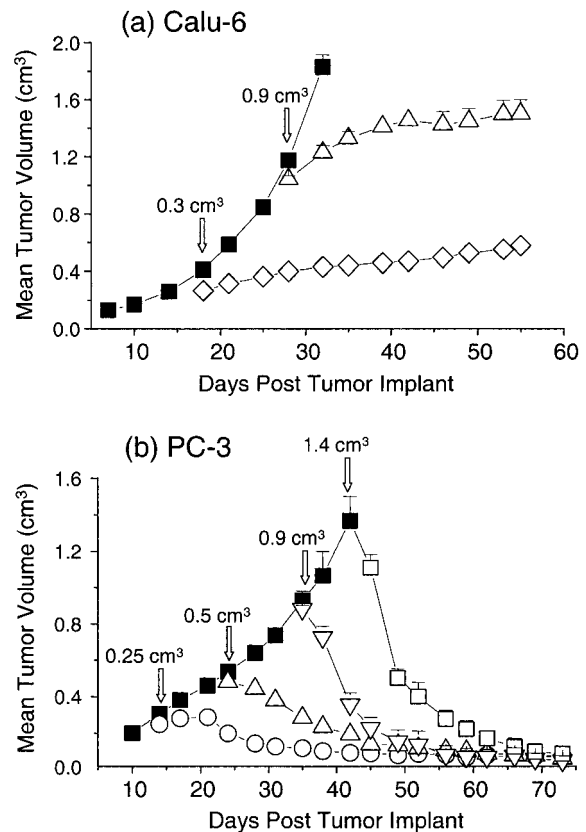 (a) Calu-6
2.0
1.6
1.2
0.8
0.4
0.0
Mean Tumor Volume (cm³)
0.9 cm³
0.3 cm³
10 20 30 40 50 60
Days Post Tumor Implant
(b) PC-3
1.6
1.2
0.8
0.4
0.0
Mean Tumor Volume (cm³)
1.4 cm³
0.9 cm³
0.5 cm³
0.25 cm³
10 20 30 40 50 60 70
Days Post Tumor Implant